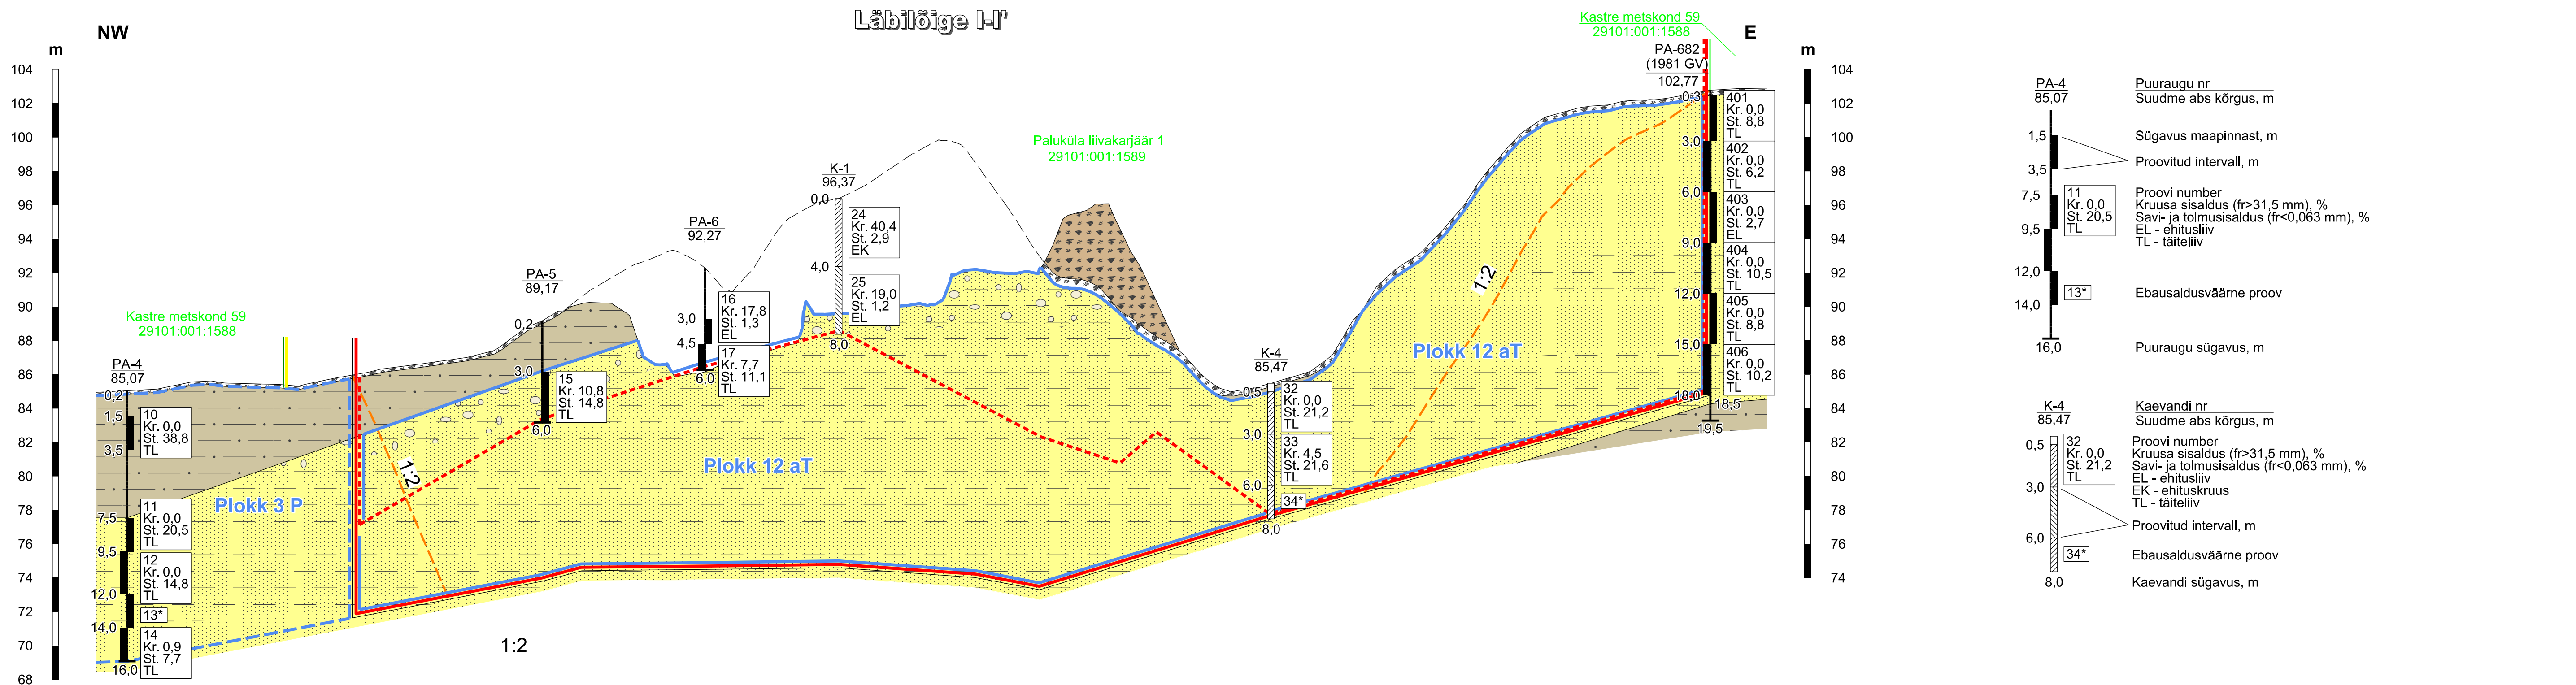 Läbilõige I-I'
NW
E
m
104
102
100
98
96
94
92
90
88
86
84
82
80
78
76
74
72
70
68
Kastre metskond 59
29101:001:1588
PA-4
85,07
0,2
1,5
3,5
7,5
9,5
12,0
14,0
16,0
10
Kr. 0,0
St. 38,8
TL
11
Kr. 0,0
St. 20,5
TL
12
Kr. 0,0
St. 14,8
TL
13*
14
Kr. 0,9
St. 7,7
TL
Plokk 3 P
1:2
1:2
PA-5
89,17
0,2
3,0
6,0
15
Kr. 10,8
St. 14,8
TL
PA-6
92,27
3,0
4,5
6,0
16
Kr. 17,8
St. 1,3
EL
17
Kr. 7,7
St. 11,1
TL
Plokk 12 aT
K-1
96,37
0,0
4,0
8,0
24
Kr. 40,4
St. 2,9
EK
25
Kr. 19,0
St. 1,2
EL
Paluküla liivakarjäär 1
29101:001:1589
K-4
85,47
0,5
3,0
6,0
8,0
32
Kr. 0,0
St. 21,2
TL
33
Kr. 4,5
St. 21,6
TL
34*
Plokk 12 aT
1:2
Kastre metskond 59
29101:001:1588
PA-682
(1981 GV)
102,77
0,3
3,0
6,0
9,0
12,0
15,0
18,0
18,5
19,5
401
Kr. 0,0
St. 8,8
TL
402
Kr. 0,0
St. 6,2
TL
403
Kr. 0,0
St. 2,7
EL
404
Kr. 0,0
St. 10,5
TL
405
Kr. 0,0
St. 8,8
TL
406
Kr. 0,0
St. 10,2
TL
m
104
102
100
98
96
94
92
90
88
86
84
82
80
78
76
74
PA-4 Puuraugu nr
85,07 Suudme abs kõrgus, m
1,5 Sügavus maapinnast, m
3,5 Proovitud intervall, m
7,5
9,5
12,0
14,0
11 Proovi number
Kr. 0,0 Kruusa sisaldus (fr>31,5 mm), %
St. 20,5 Savi- ja tolmusisaldus (fr<0,063 mm), %
TL EL - ehitusliiv
TL - täiteliiv
13* Ebausaldusväärne proov
16,0 Puuraugu sügavus, m
K-4 Kaevandi nr
85,47 Suudme abs kõrgus, m
0,5
3,0
6,0
32 Proovi number
Kr. 0,0 Kruusa sisaldus (fr>31,5 mm), %
St. 21,2 Savi- ja tolmusisaldus (fr<0,063 mm), %
TL EL - ehitusliiv
EK - ehituskruus
TL - täiteliiv
Proovitud intervall, m
34* Ebausaldusväärne proov
8,0 Kaevandi sügavus, m